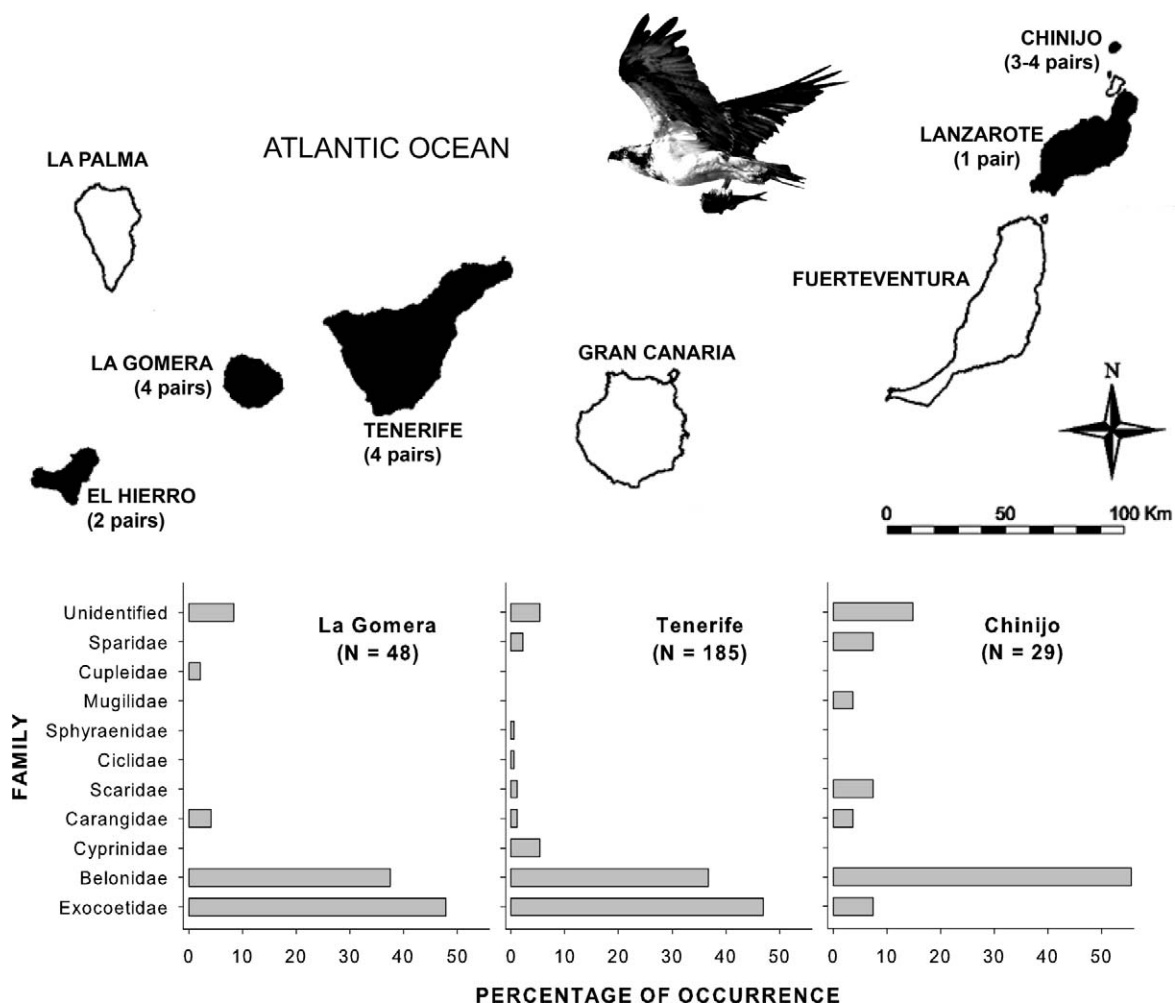 CHINIJO
(3-4 pairs)
LANZAROTE
(1 pair)
ATLANTIC OCEAN
LA PALMA
FUERTEVENTURA
GRAN CANARIA
LA GOMERA
(4 pairs)
TENERIFE
(4 pairs)
N
EL HIERRO
(2 pairs)
0 50 100 Km
FAMILY
Unidentified
Sparidae
Cupleidae
Mugilidae
Sphyraenidae
Ciclidae
Scaridae
Carangidae
Cyprinidae
Belonidae
Exocoetidae
La Gomera
(N = 48)
Tenerife
(N = 185)
Chinijo
(N = 29)
0 10 20 30 40 50
0 10 20 30 40 50
0 10 20 30 40 50
PERCENTAGE OF OCCURRENCE